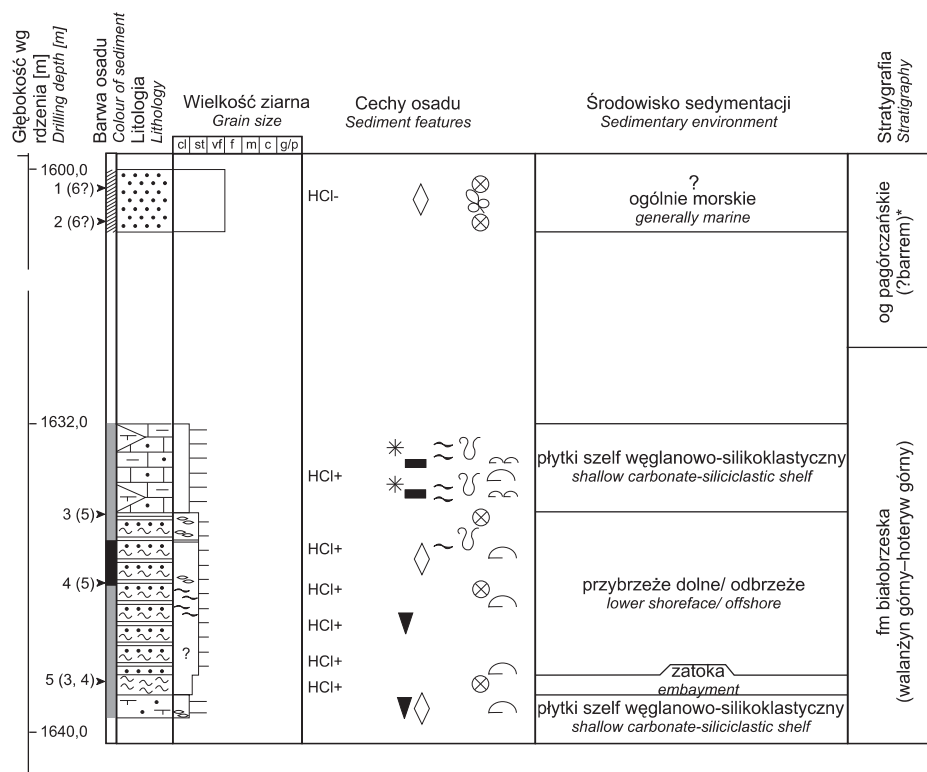 Głębokość wg
rdzenia [m]
Drilling depth [m]
Barwa osadu
Colour of sediment
Litologia
Lithology
Wielkość ziarna
Grain size
cl st vf f m c g/p
Cechy osadu
Sediment features
Środowisko sedymentacji
Sedimentary environment
Stratygrafia
Stratigraphy
1600,0
1 (6?)
2 (6?)
HCl-
?
ogólnie morskie
generally marine
og pagórczańskie
(?barrem)*
1632,0
HCl+
płytki szelf węglanowo-silikoklastyczny
shallow carbonate-siliciclastic shelf
3 (5)
HCl+
4 (5)
HCl+
przybrzeże dolne/ odbrzeże
lower shoreface/ offshore
HCl+
?
HCl+
zatoka
5 (3, 4)
HCl+
embayment
płytki szelf węglanowo-silikoklastyczny
shallow carbonate-siliciclastic shelf
1640,0
fm białobrzeska
(walanżyn górny–hoteryw górny)